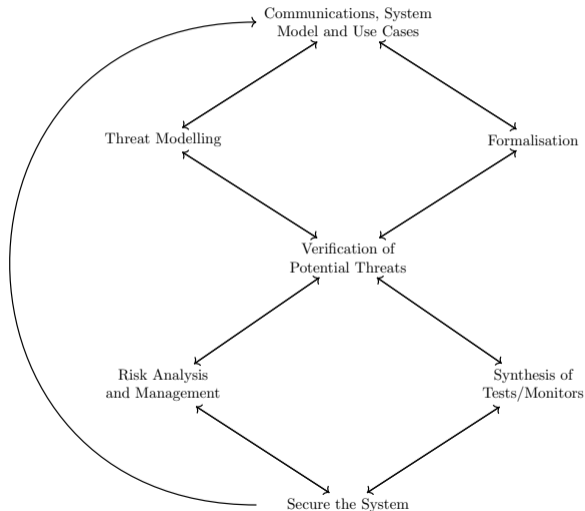 Communications, System
Model and Use Cases
Threat Modelling
Formalisation
Verification of
Potential Threats
Risk Analysis
and Management
Synthesis of
Tests/Monitors
Secure the System